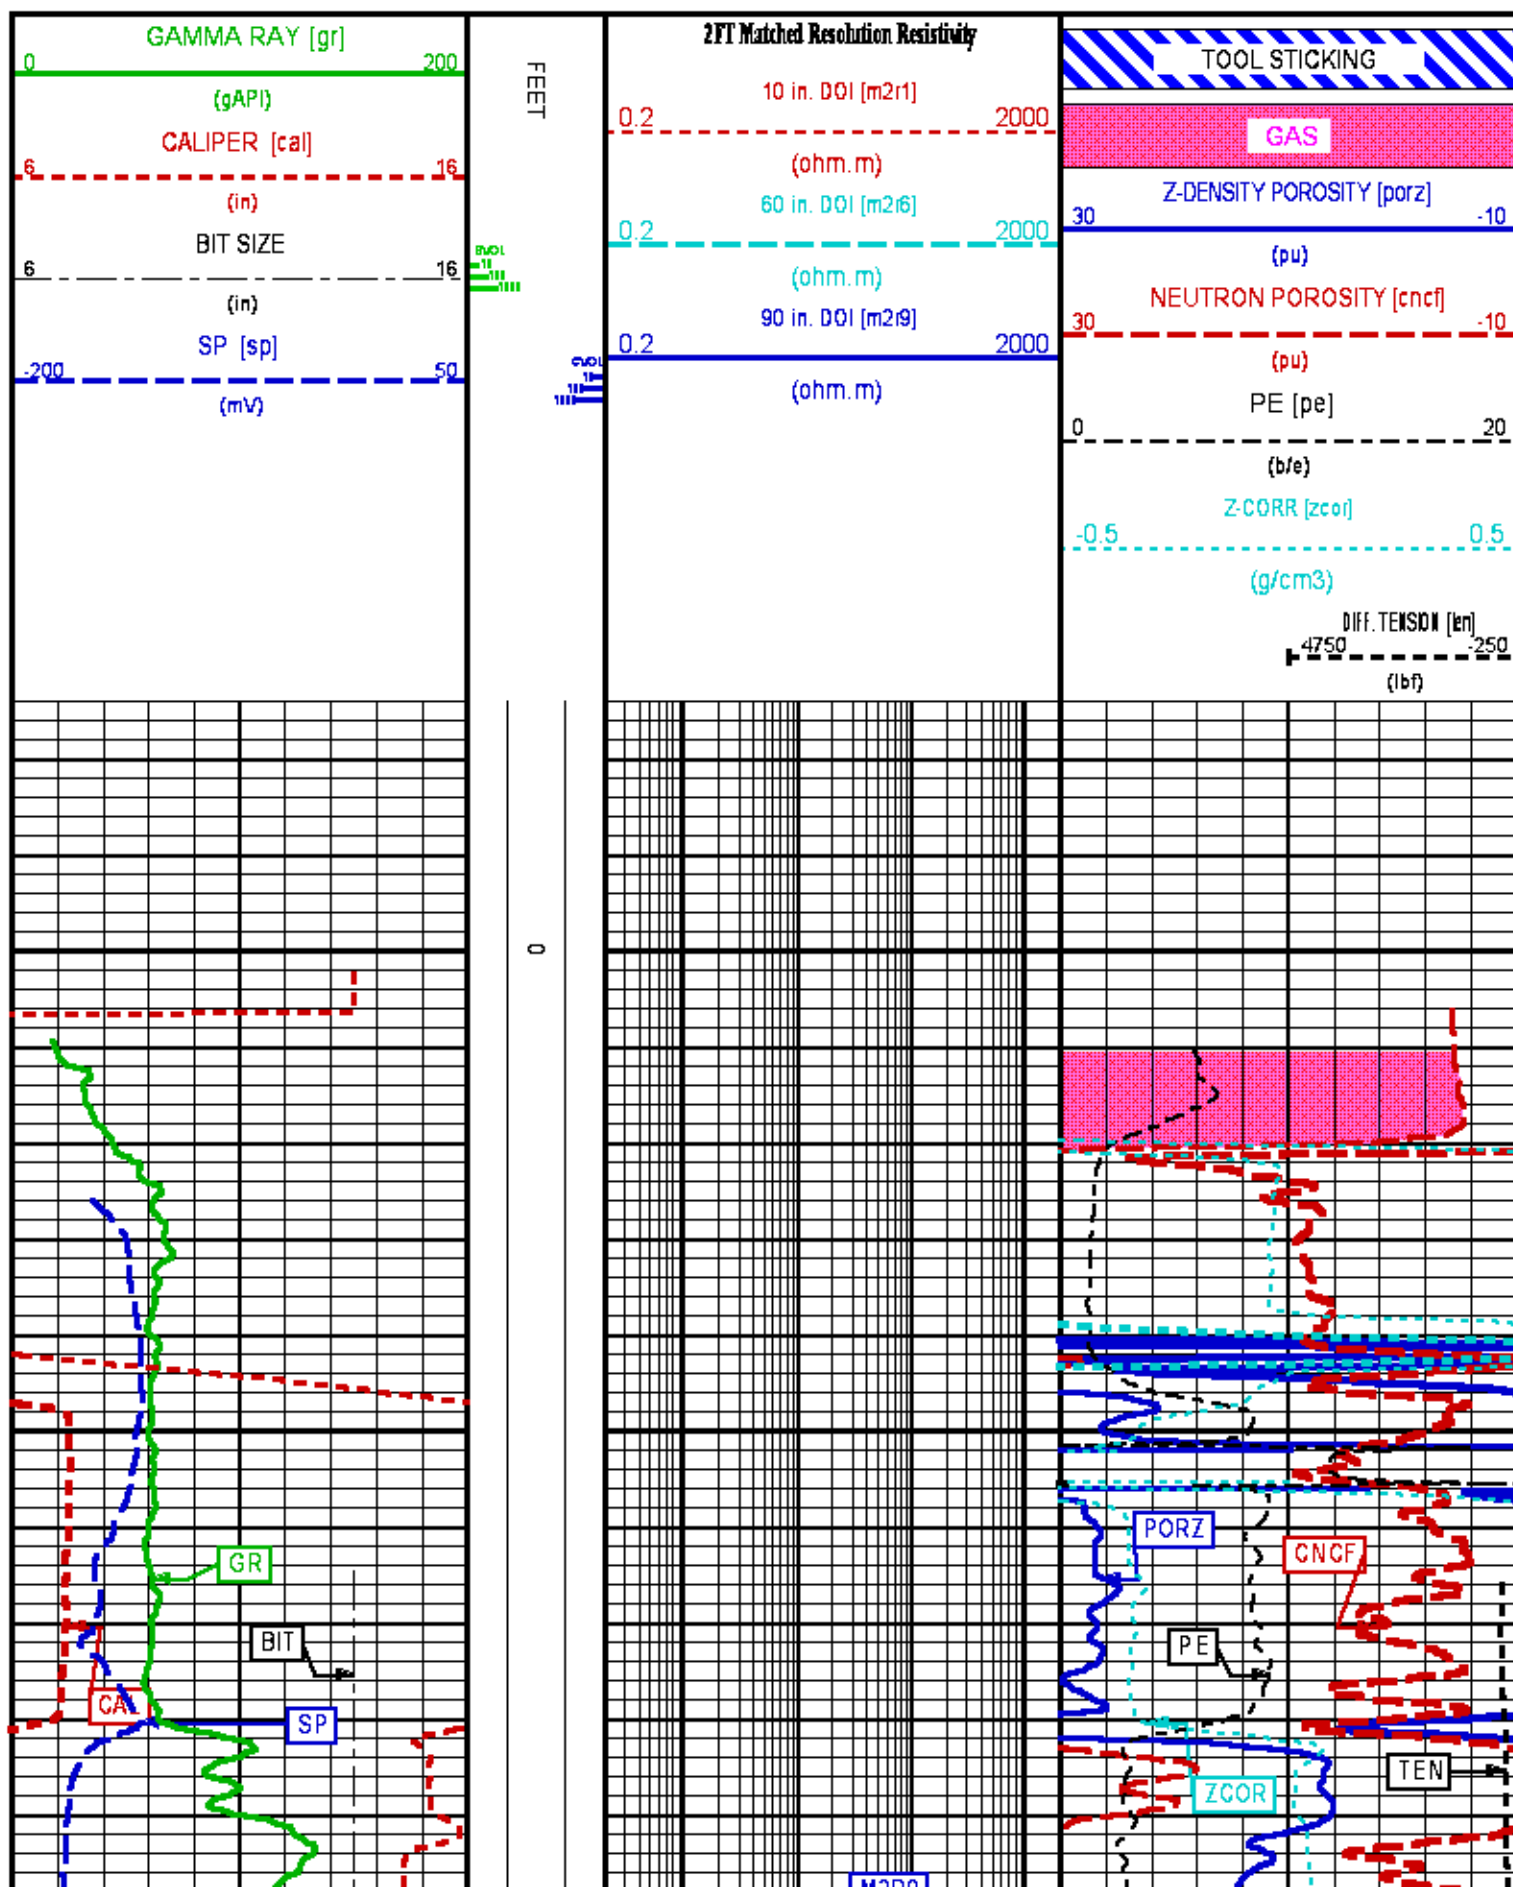 GAMMA RAY [gr]
0 200
(gAPI)
CALIPER [cal]
6 16
(in)
BIT SIZE
6 16
(in)
SP [sp]
-200 50
(mV)
FEET
BVOL
2FT Matched Resolution Resistivity
10 in. DOI [m2r1]
0.2 2000
(ohm.m)
60 in. DOI [m2r6]
0.2 2000
(ohm.m)
90 in. DOI [m2r9]
0.2 2000
(ohm.m)
TOOL STICKING
GAS
Z-DENSITY POROSITY [porz]
30 -10
(pu)
NEUTRON POROSITY [cncf]
30 -10
(pu)
PE [pe]
0 20
(b/e)
Z-CORR [zcor]
-0.5 0.5
(g/cm3)
DIFF. TENSION [ten]
4750 -250
(lbf)
0
PORZ
CNCF
GR
BIT
PE
CAL
SP
TEN
ZCOR
M2R9